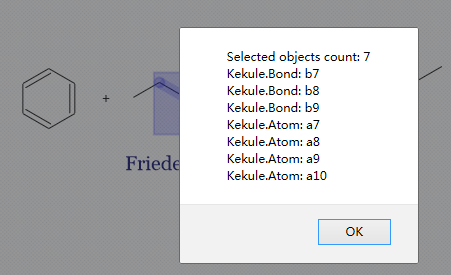 Selected objects count: 7
Kekule.Bond: b7
Kekule.Bond: b8
Kekule.Bond: b9
Kekule.Atom: a7
Kekule.Atom: a8
Kekule.Atom: a9
Kekule.Atom: a10
+
Friede
OK